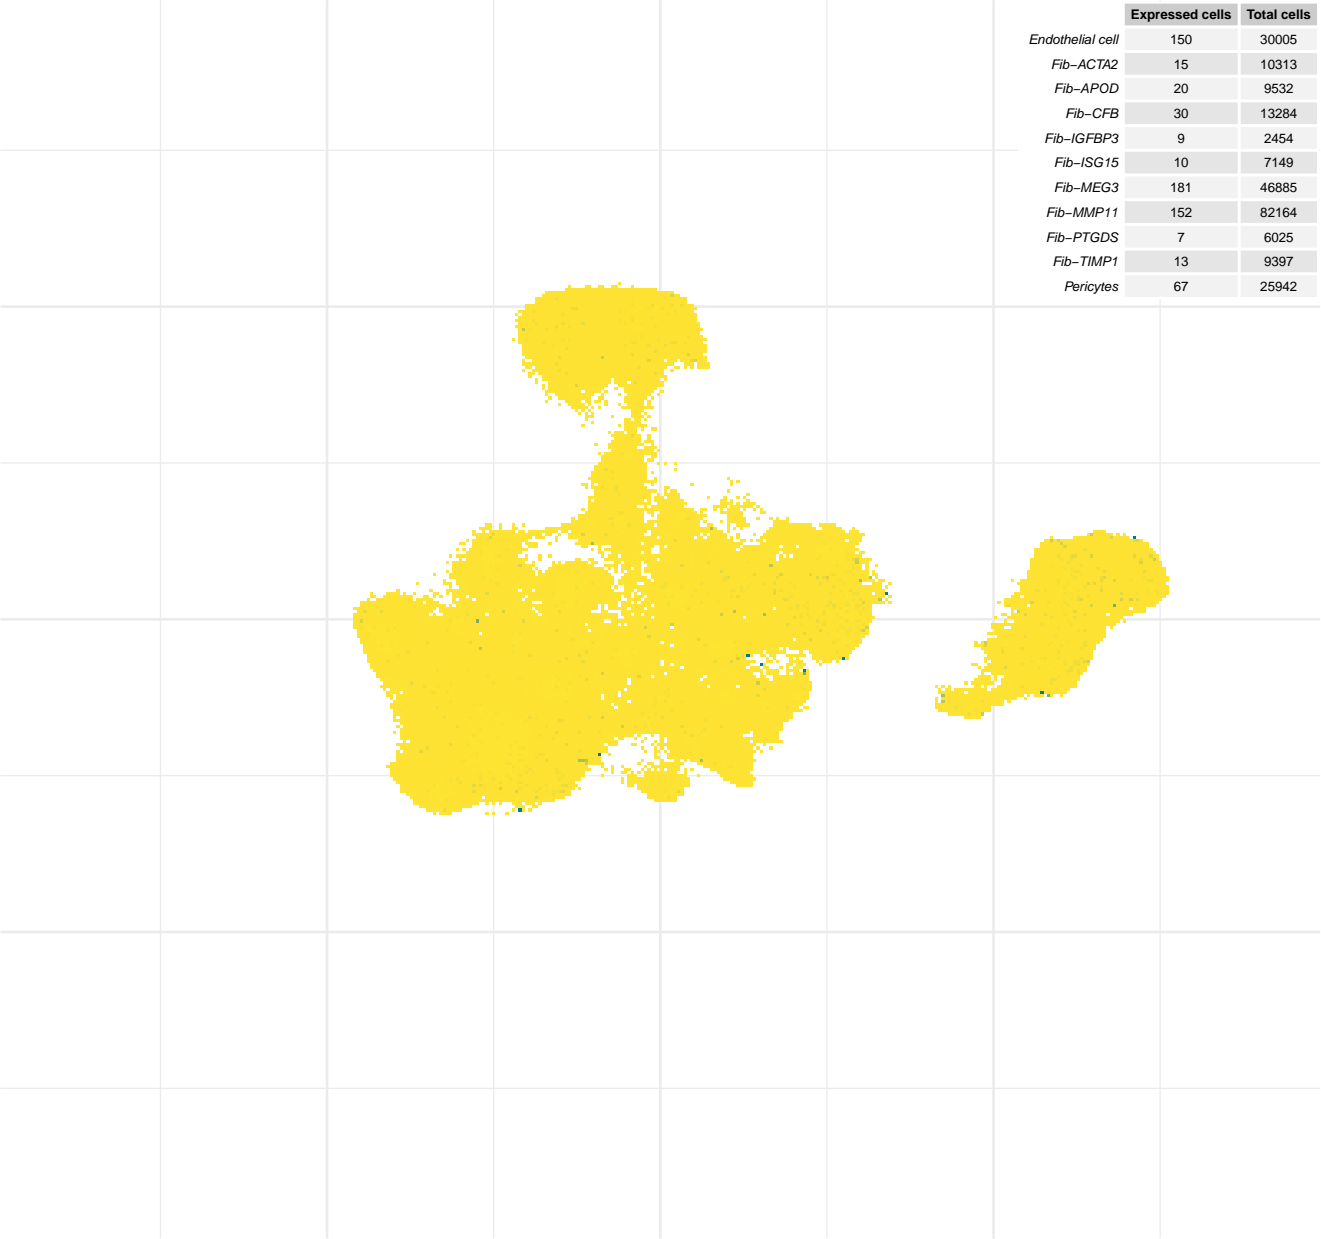 Expressed cells Total cells
Endothelial cell 150 30005
Fib−ACTA2 15 10313
Fib−APOD 20 9532
Fib−CFB 30 13284
Fib−IGFBP3 9 2454
Fib−ISG15 10 7149
Fib−MEG3 181 46885
Fib−MMP11 152 82164
Fib−PTGDS 7 6025
Fib−TIMP1 13 9397
Pericytes 67 25942